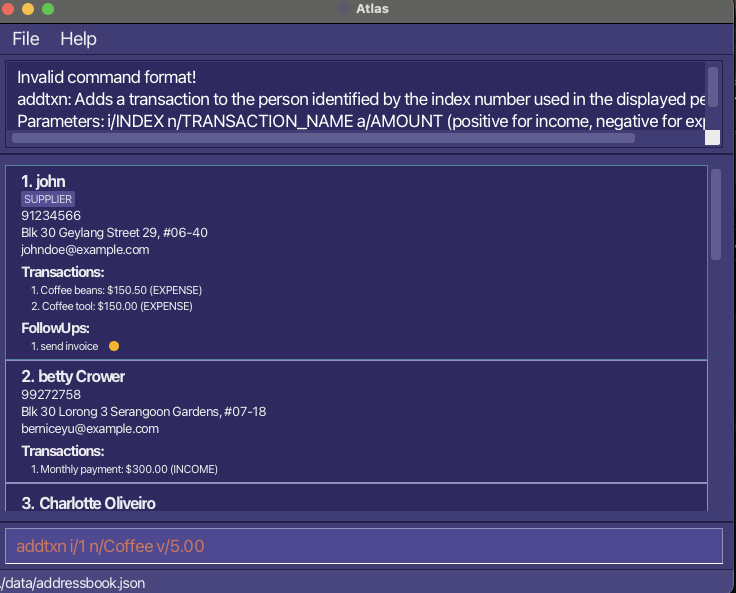 Atlas
File Help
Invalid command format!
addtxn: Adds a transaction to the person identified by the index number used in the displayed pe
Parameters: i/INDEX n/TRANSACTION_NAME a/AMOUNT (positive for income, negative for exp
1. john
SUPPLIER
91234566
Blk 30 Geylang Street 29, #06-40
johndoe@example.com
Transactions:
1. Coffee beans: $150.50 (EXPENSE)
2. Coffee tool: $150.00 (EXPENSE)
FollowUps:
1. send invoice
2. betty Crower
99272758
Blk 30 Lorong 3 Serangoon Gardens, #07-18
berniceyu@example.com
Transactions:
1. Monthly payment: $300.00 (INCOME)
3. Charlotte Oliveiro
addtxn i/1 n/Coffee v/5.00
./data/addressbook.json